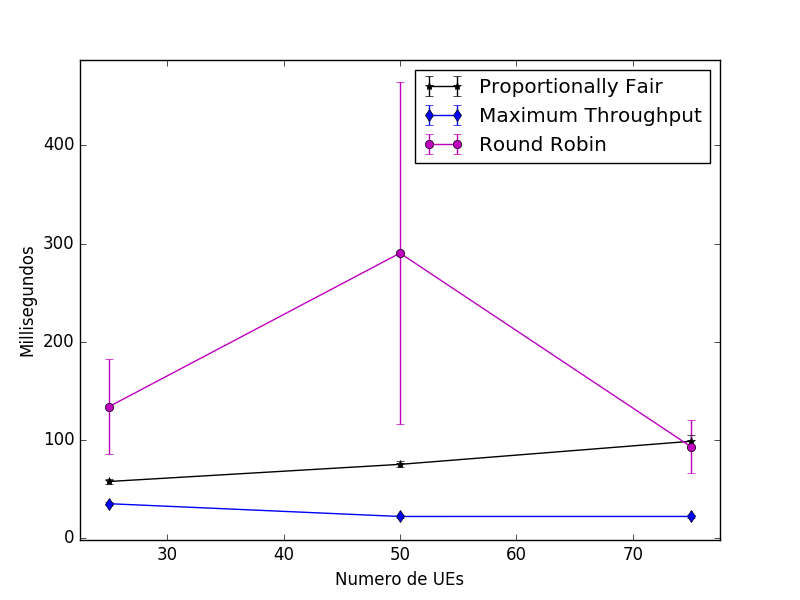 Proportionally Fair
Maximum Throughput
Round Robin
400
300
200
100
0
30 40 50 60 70
Millisegundos
Numero de UEs